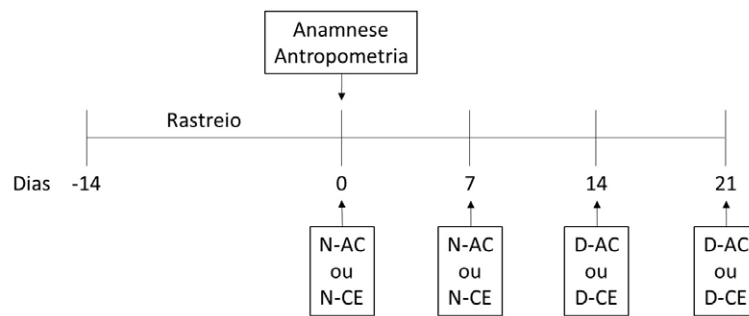 Anamnese
Antropometria
Rastreio
Dias -14 0 7 14 21
N-AC
ou
N-CE
N-AC
ou
N-CE
D-AC
ou
D-CE
D-AC
ou
D-CE